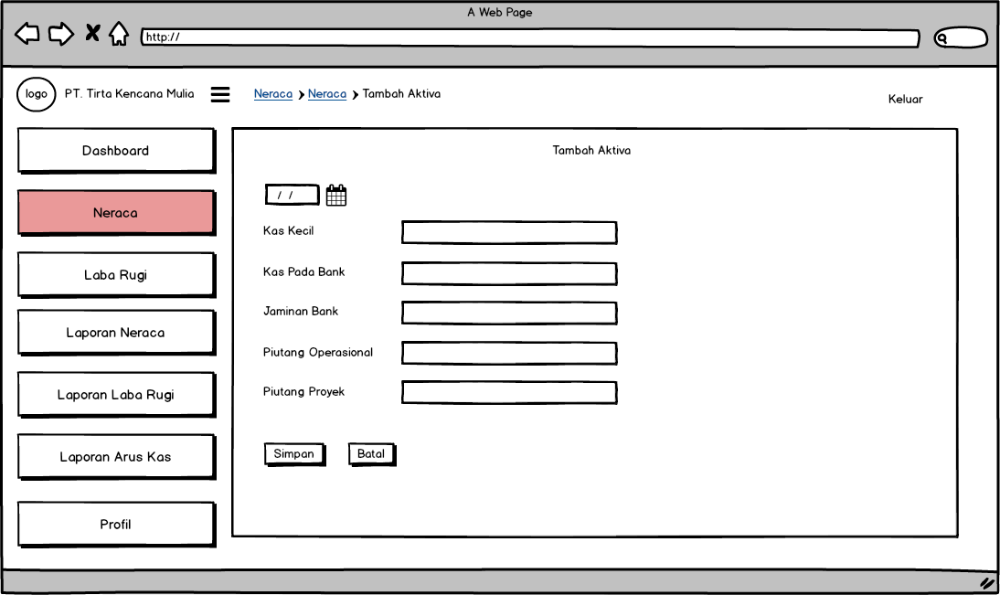 A Web Page
http://
logo
PT. Tirta Kencana Mulia
Neraca Neraca Tambah Aktiva
Keluar
Dashboard
Neraca
Laba Rugi
Laporan Neraca
Laporan Laba Rugi
Laporan Arus Kas
Profil
Tambah Aktiva
/ /
Kas Kecil
Kas Pada Bank
Jaminan Bank
Piutang Operasional
Piutang Proyek
Simpan
Batal